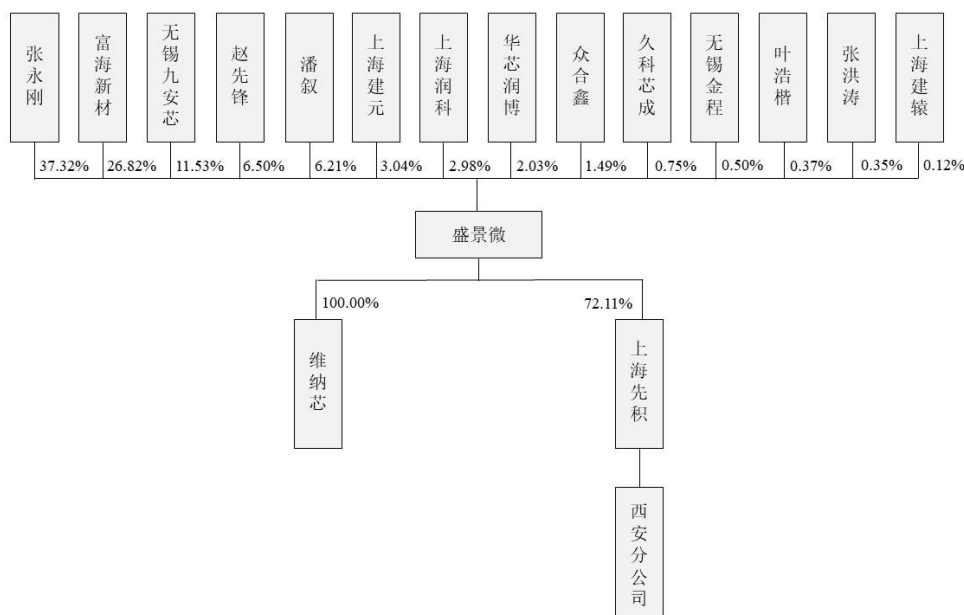 张永刚
富海新材
无锡九安芯
赵先锋
潘叙
上海建元
上海润科
华芯润博
众合鑫
久科芯成
无锡金程
叶浩楷
张洪涛
上海建辕
37.32%
26.82%
11.53%
6.50%
6.21%
3.04%
2.98%
2.03%
1.49%
0.75%
0.50%
0.37%
0.35%
0.12%
盛景微
100.00%
72.11%
维纳芯
上海先积
西安分公司